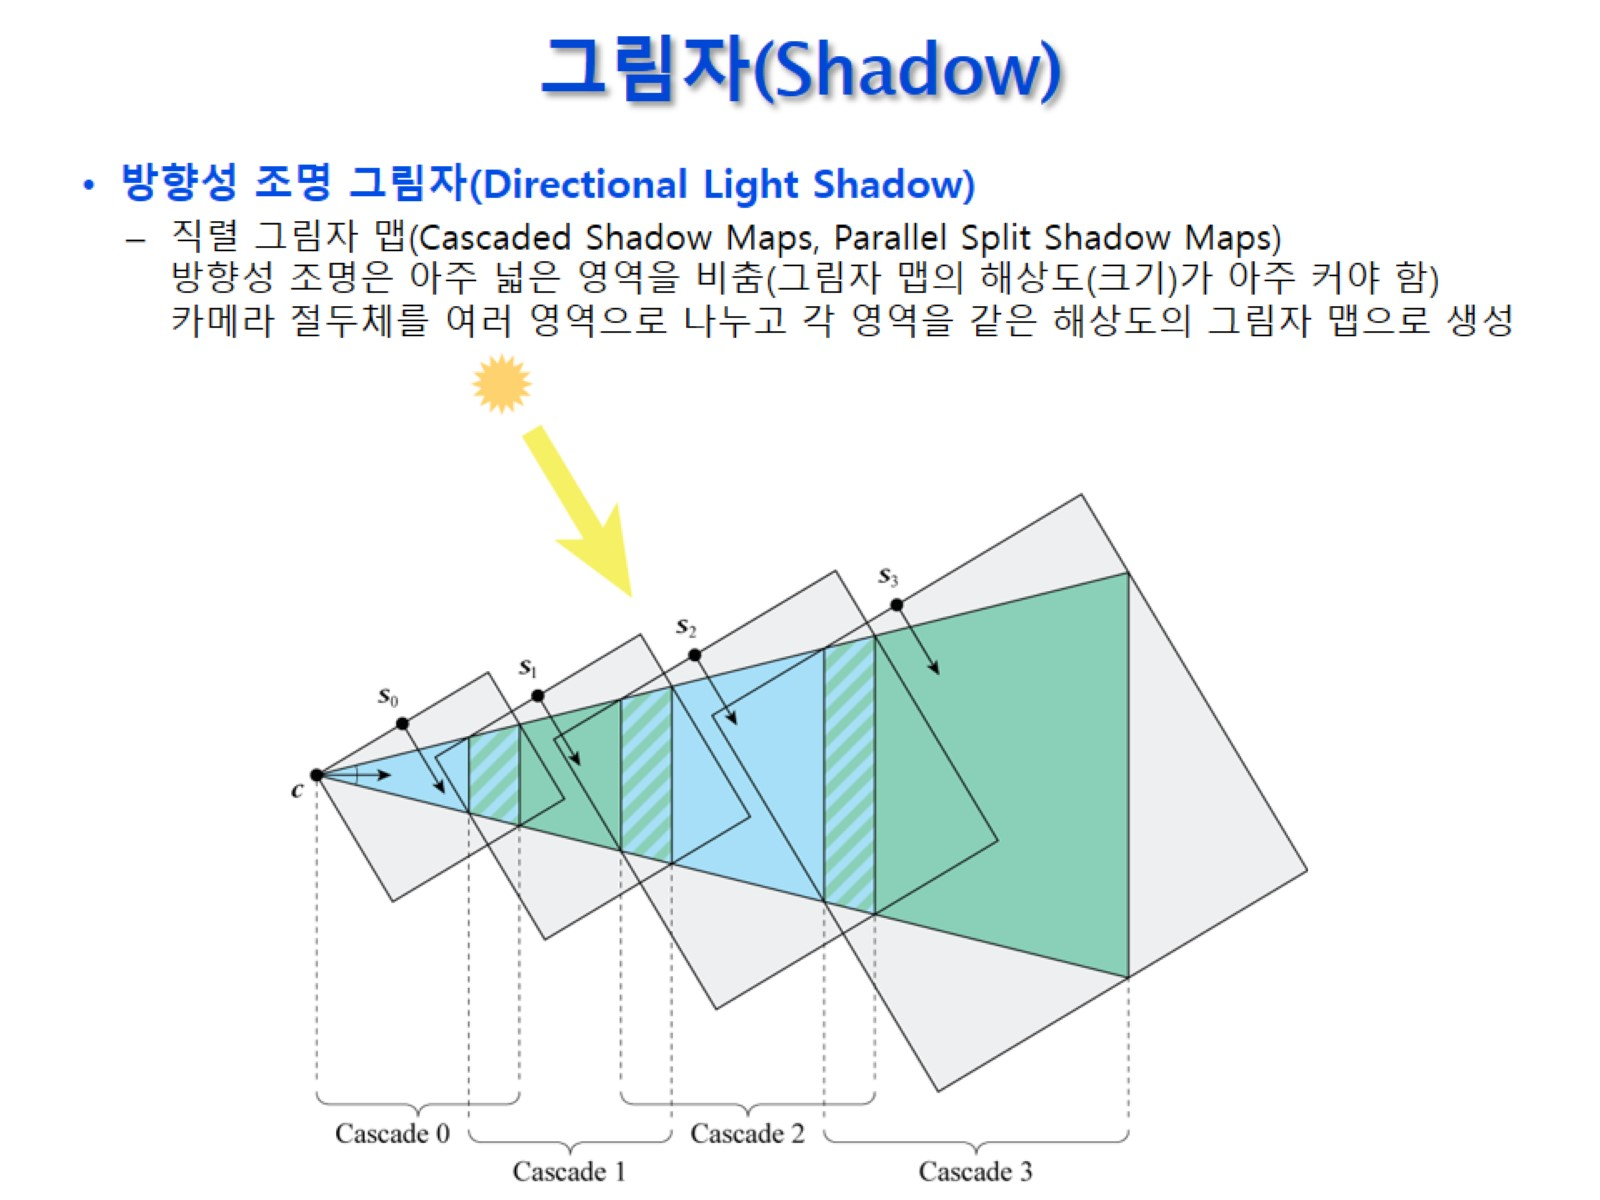 그림자(Shadow)
• 방향성 조명 그림자(Directional Light Shadow)
– 직렬 그림자 맵(Cascaded Shadow Maps, Parallel Split Shadow Maps)
방향성 조명은 아주 넓은 영역을 비춤(그림자 맵의 해상도(크기)가 아주 커야 함)
카메라 절두체를 여러 영역으로 나누고 각 영역을 같은 해상도의 그림자 맵으로 생성
s3
s2
s1
s0
c
Cascade 0
Cascade 2
Cascade 1
Cascade 3